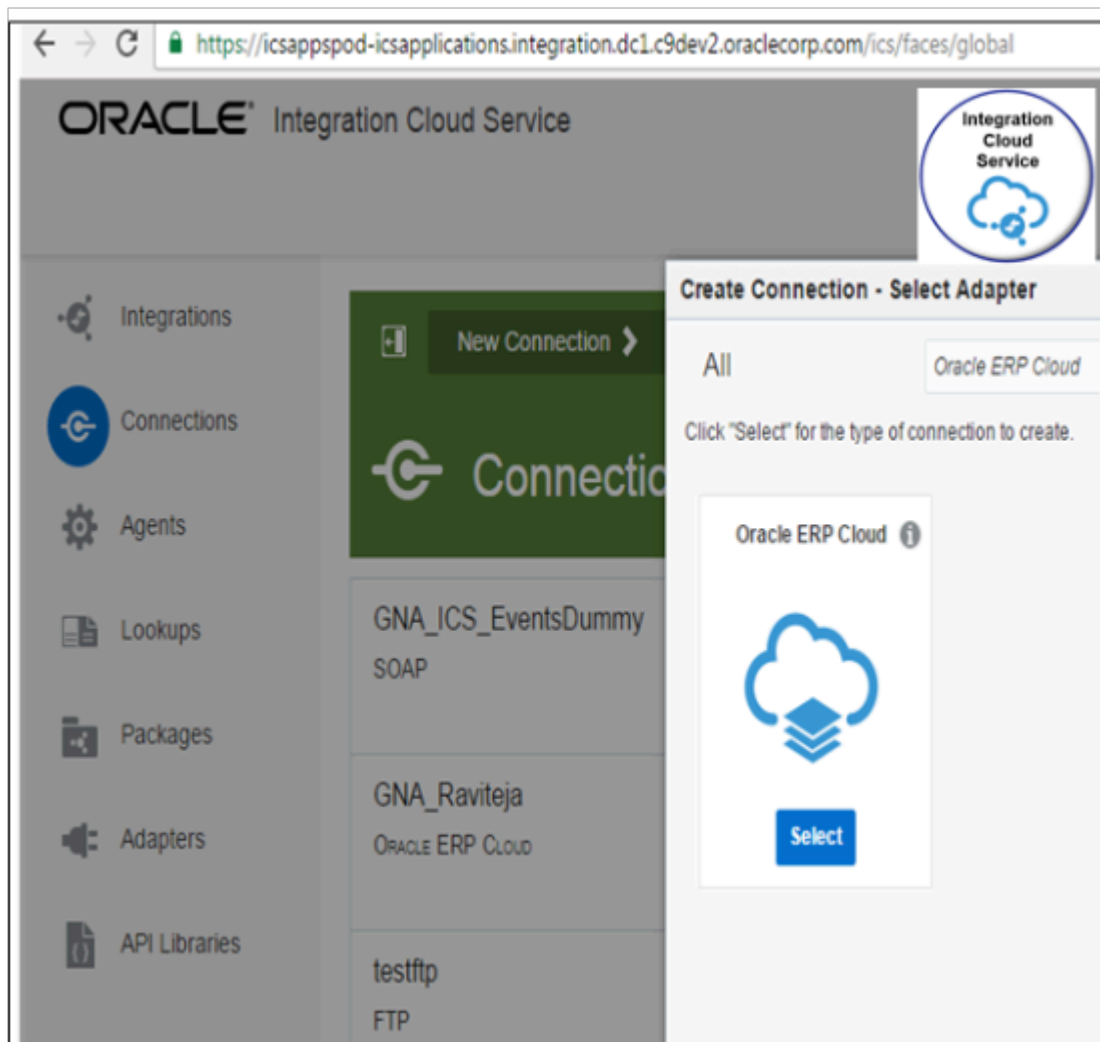 https://icsappspod-icsapplications.integration.dc1.c9dev2.oraclecorp.com/ics/faces/global
ORACLE® Integration Cloud Service
Integration
Cloud
Service
Integrations
Connections
Agents
Lookups
Packages
Adapters
API Libraries
New Connection
Connectio
GNA_ICS_EventsDummy
SOAP
GNA_Raviteja
ORACLE ERP CLOUD
testftp
FTP
Create Connection - Select Adapter
All
Oracle ERP Cloud
Click "Select" for the type of connection to create.
Oracle ERP Cloud
Select